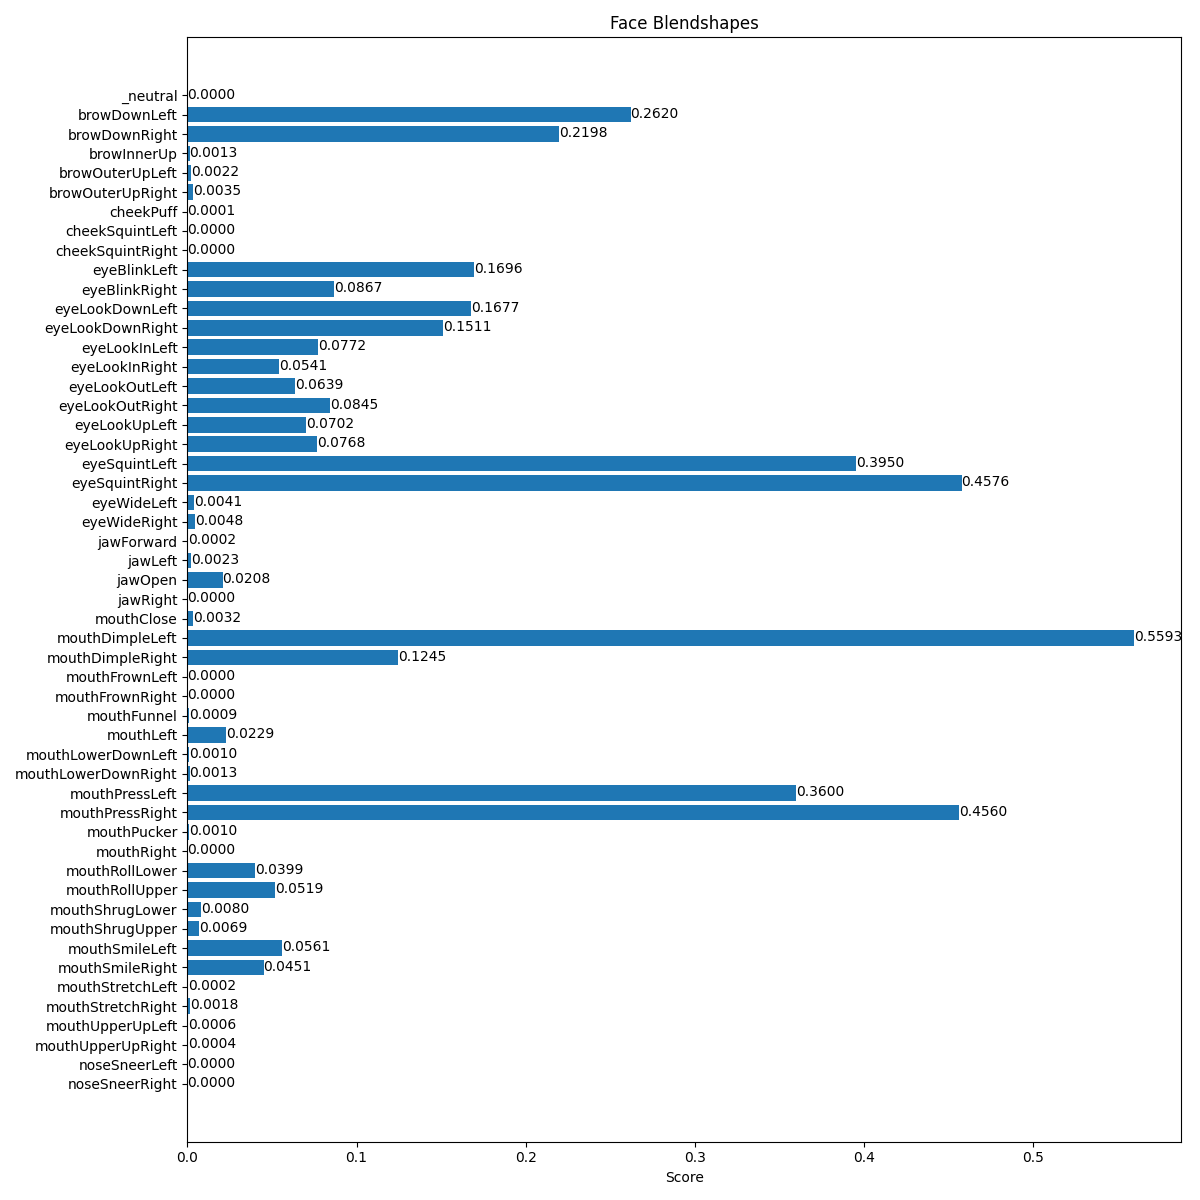 Face Blendshapes
_neutral 0.0000
browDownLeft 0.2620
browDownRight 0.2198
browInnerUp 0.0013
browOuterUpLeft 0.0022
browOuterUpRight 0.0035
cheekPuff 0.0001
cheekSquintLeft 0.0000
cheekSquintRight 0.0000
eyeBlinkLeft 0.1696
eyeBlinkRight 0.0867
eyeLookDownLeft 0.1677
eyeLookDownRight 0.1511
eyeLookInLeft 0.0772
eyeLookInRight 0.0541
eyeLookOutLeft 0.0639
eyeLookOutRight 0.0845
eyeLookUpLeft 0.0702
eyeLookUpRight 0.0768
eyeSquintLeft 0.3950
eyeSquintRight 0.4576
eyeWideLeft 0.0041
eyeWideRight 0.0048
jawForward 0.0002
jawLeft 0.0023
jawOpen 0.0208
jawRight 0.0000
mouthClose 0.0032
mouthDimpleLeft 0.5593
mouthDimpleRight 0.1245
mouthFrownLeft 0.0000
mouthFrownRight 0.0000
mouthFunnel 0.0009
mouthLeft 0.0229
mouthLowerDownLeft 0.0010
mouthLowerDownRight 0.0013
mouthPressLeft 0.3600
mouthPressRight 0.4560
mouthPucker 0.0010
mouthRight 0.0000
mouthRollLower 0.0399
mouthRollUpper 0.0519
mouthShrugLower 0.0080
mouthShrugUpper 0.0069
mouthSmileLeft 0.0561
mouthSmileRight 0.0451
mouthStretchLeft 0.0002
mouthStretchRight 0.0018
mouthUpperUpLeft 0.0006
mouthUpperUpRight 0.0004
noseSneerLeft 0.0000
noseSneerRight 0.0000
0.0 0.1 0.2 0.3 0.4 0.5
Score